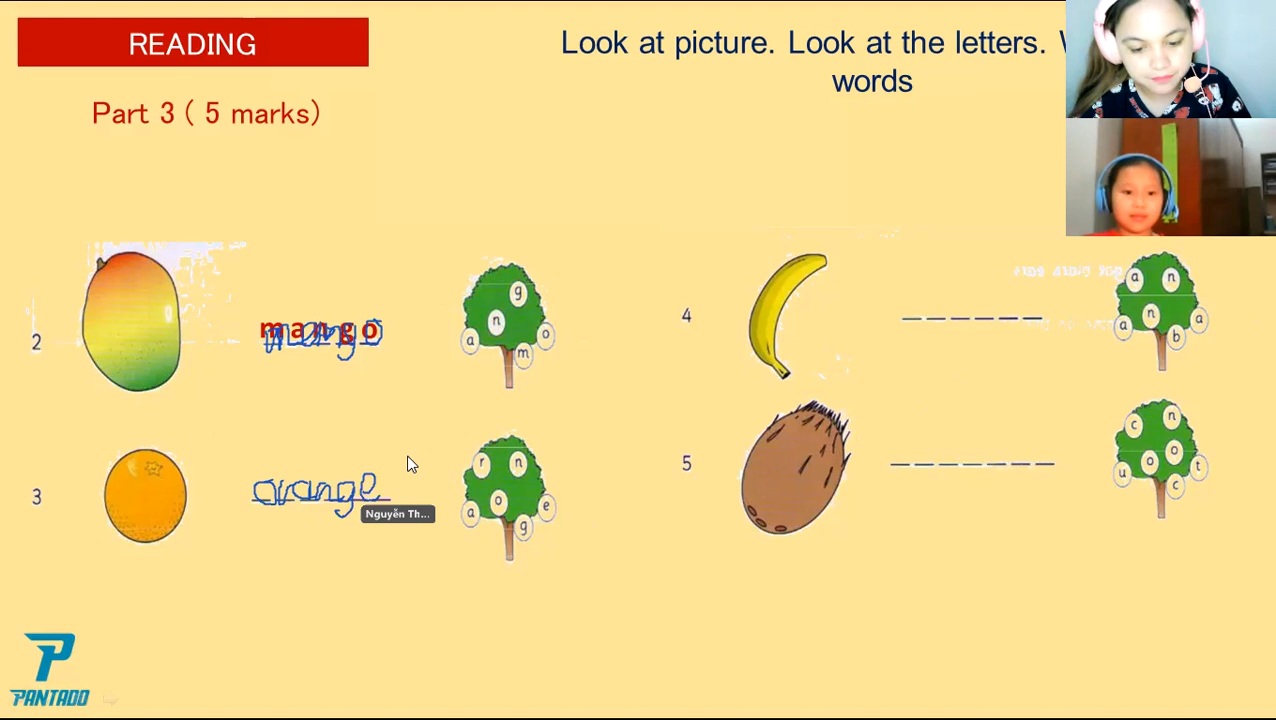 READING
Part 3 ( 5 marks)
Look at picture. Look at the letters.
words
2
mango
mango
g
n
a
o
m
3
orange
Nguyễn Th...
r
n
o
a
e
g
4
_ _ _ _ _ _
a
n
n
a
a
b
5
_ _ _ _ _ _ _
c
n
o
o
u
t
c
P
PANTADO